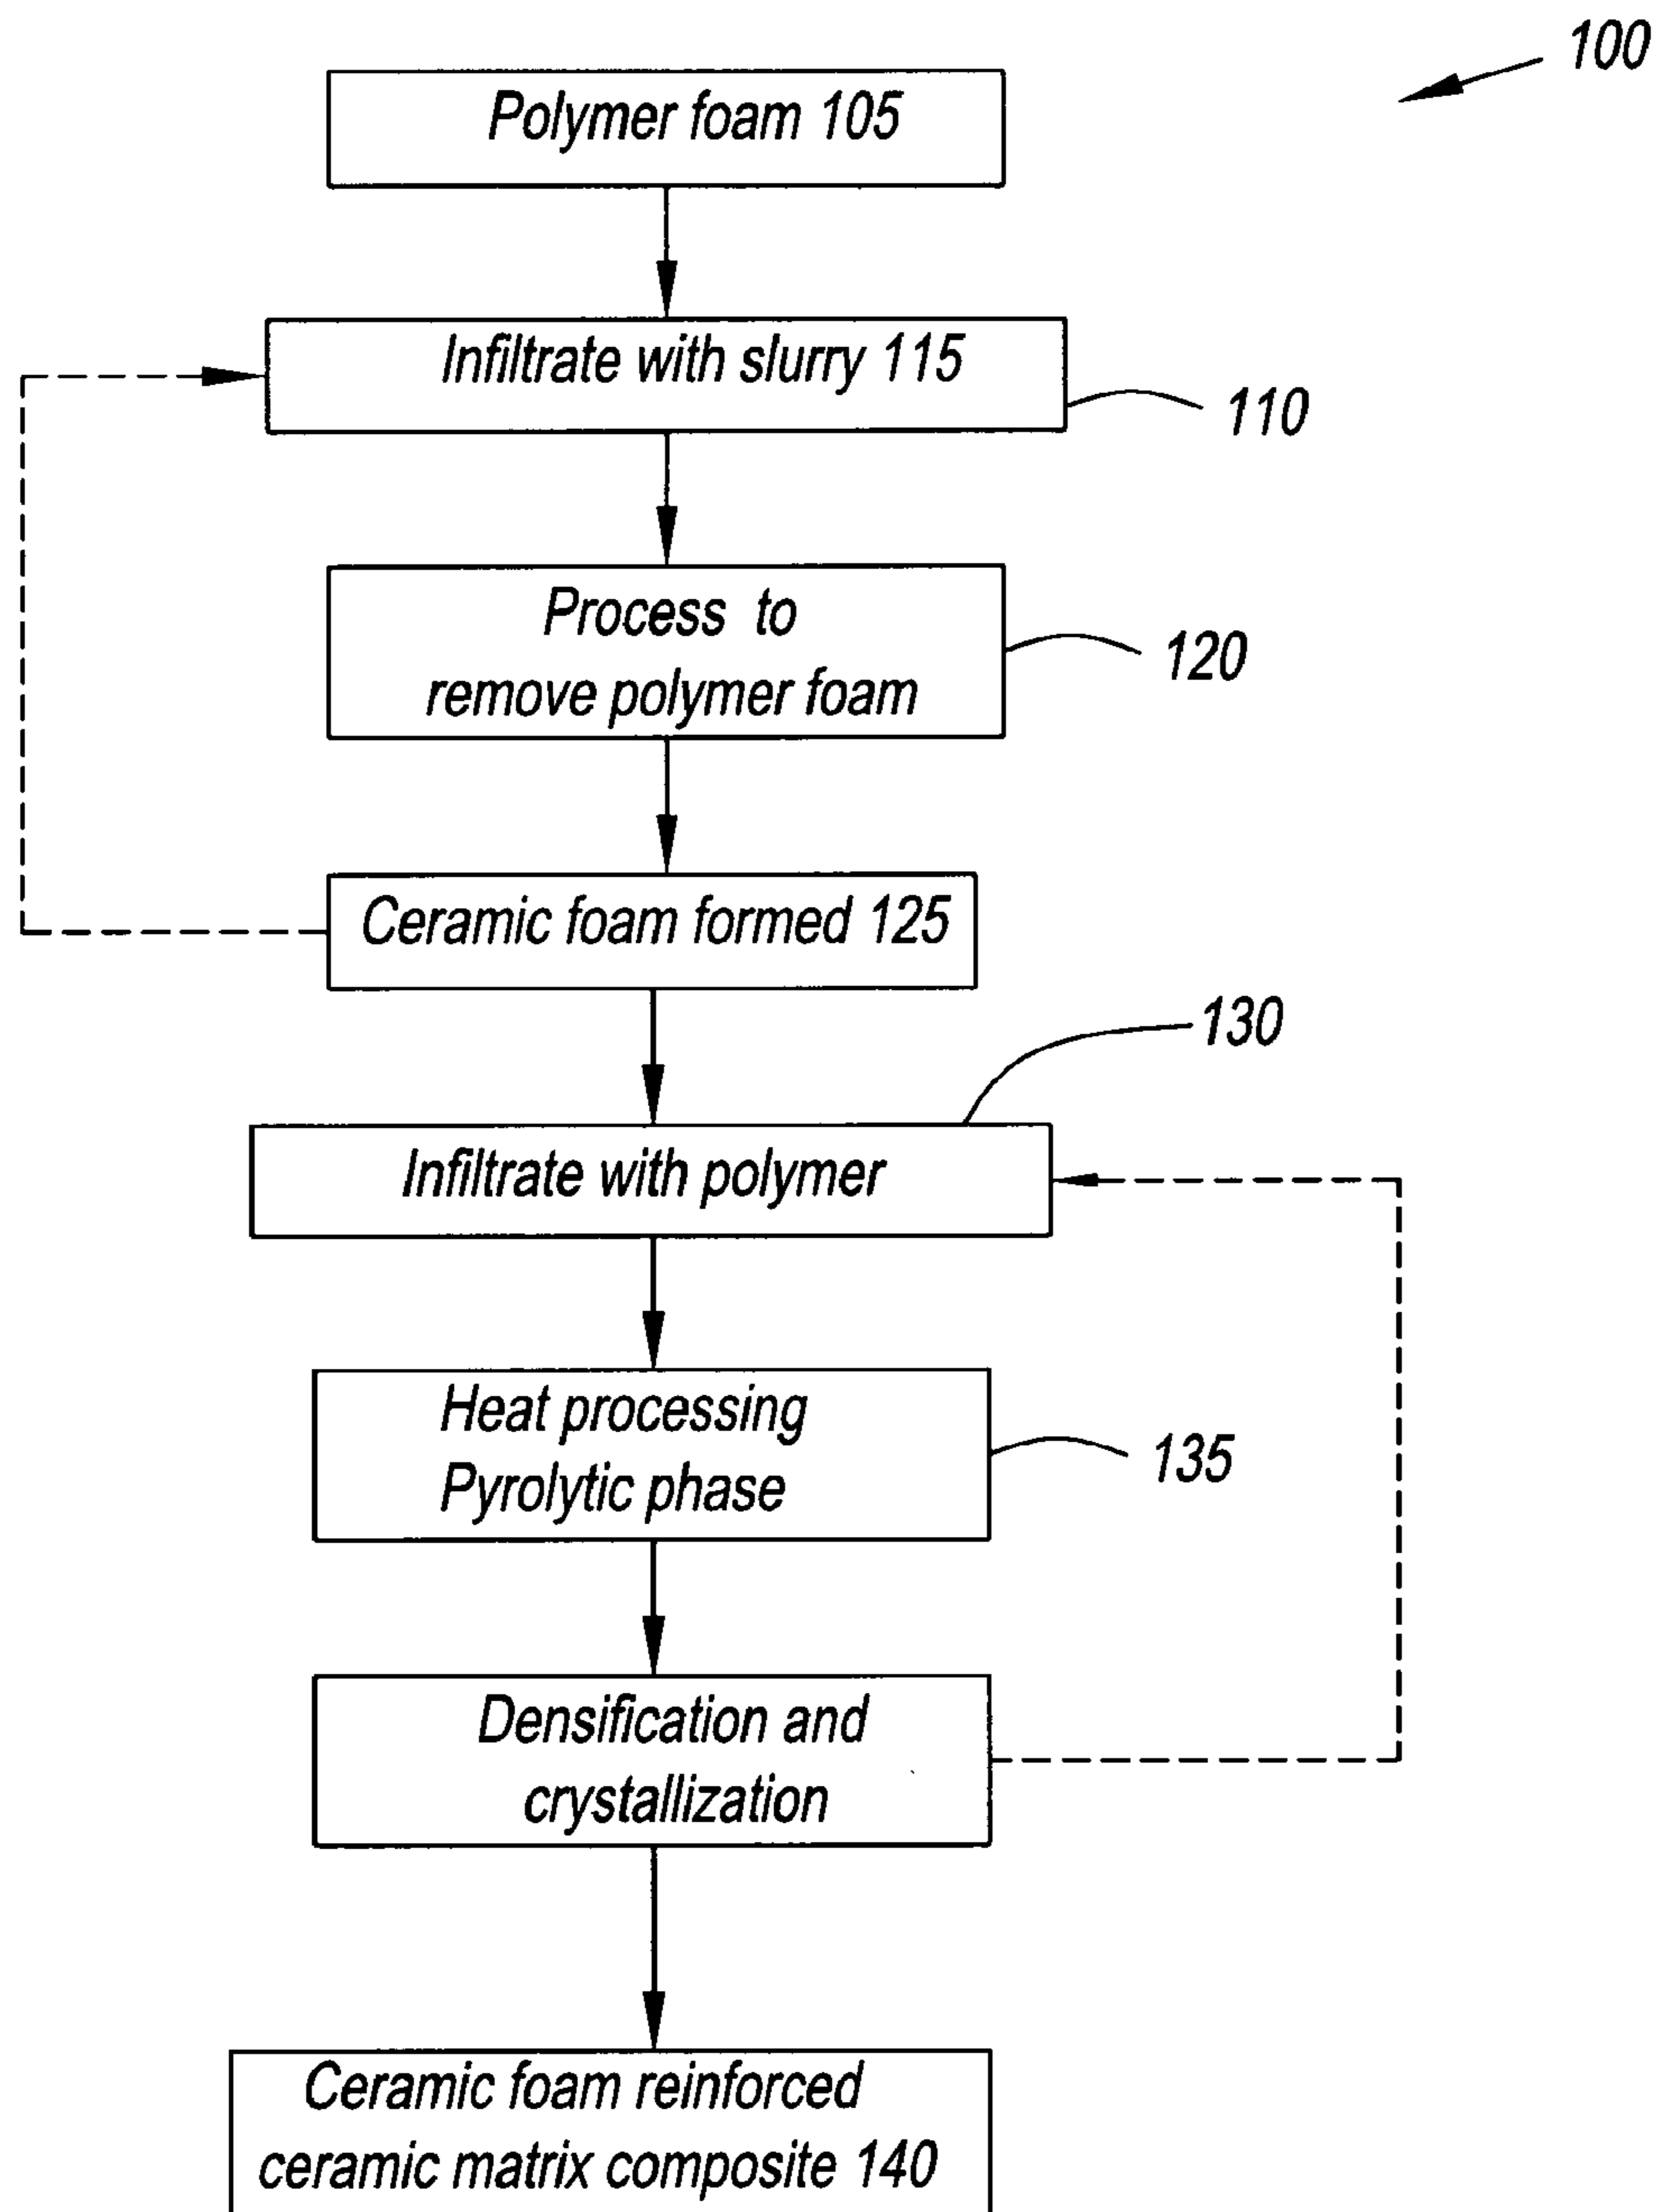 100
Polymer foam 105
Infiltrate with slurry 115
110
Process to
remove polymer foam
120
Ceramic foam formed 125
130
Infiltrate with polymer
Heat processing
Pyrolytic phase
135
Densification and
crystallization
Ceramic foam reinforced
ceramic matrix composite 140